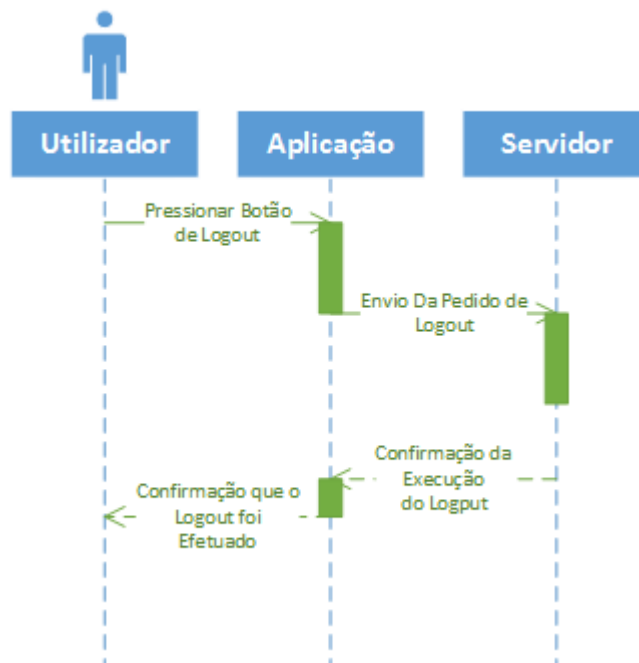 Utilizador
Aplicação
Servidor
Pressionar Botão
de Logout
Envio Da Pedido de
Logout
Confirmação da
Execução
do Logput
Confirmação que o
Logout foi
Efetuado